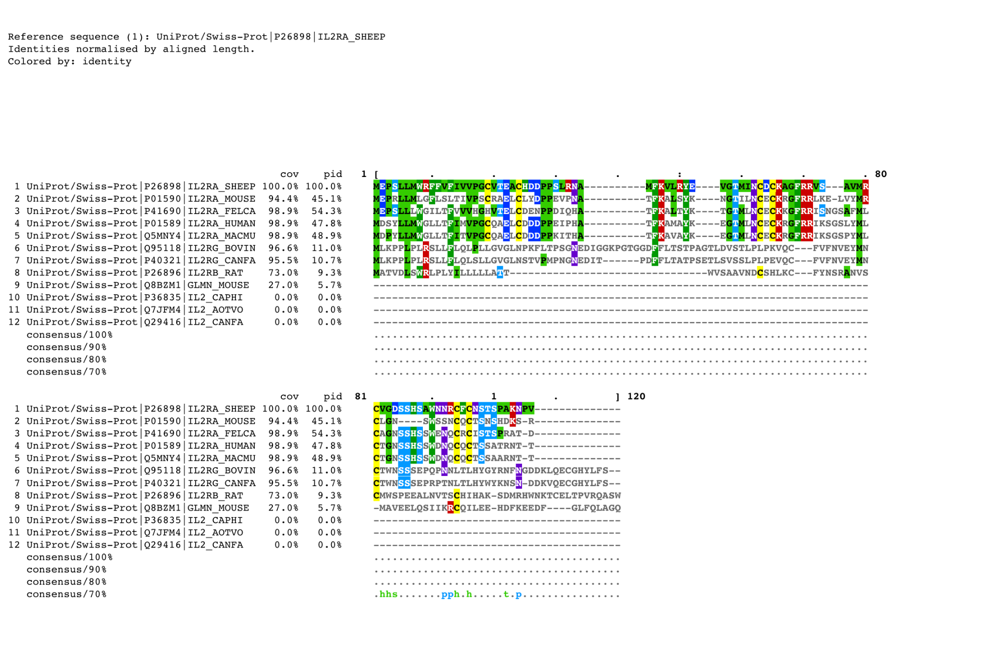 Reference sequence (1): UniProt/Swiss-Prot|P26898|IL2RA_SHEEP
Identities normalised by aligned length.
Colored by: identity
cov pid 1 [ . . . . : . . . 80
1 UniProt/Swiss-Prot|P26898|IL2RA_SHEEP 100.0% 100.0% MEPSLLMWRFFVFIVVPGCVTEACHDDPPSLRNA----------MFKVLRYE----VGTMINCDCKAGFRRVS---AVMR
2 UniProt/Swiss-Prot|P01590|IL2RA_MOUSE 94.4% 45.1% MEPRLLMLGFLSLTIVPSCRAELCLYDPPEVPNA----------TFKALSYK----NGTILNCECKRGFRRLKE-LVYMR
3 UniProt/Swiss-Prot|P41690|IL2RA_FELCA 98.9% 54.3% MEPSLLLWGILTFVVVHGHVTELCDENPPDIQHA----------TFKALTYK----TGTMLNCECKKGFRRISNGSAFML
4 UniProt/Swiss-Prot|P01589|IL2RA_HUMAN 98.9% 47.8% MDSYLLMWGLLTFIMVPGCQAELCDDDPPEIPHA----------TFKAMAYK----EGTMLNCECKRGFRRIKSGSLYML
5 UniProt/Swiss-Prot|Q5MNY4|IL2RA_MACMU 98.9% 48.9% MDPYLLMWGLLTFITVPGCQAELCDDDPPKITHA----------TFKAVAYK----EGTMLNCECKRGFRRIKSGSPYML
6 UniProt/Swiss-Prot|Q95118|IL2RG_BOVIN 96.6% 11.0% MLKPPLPLRSLLFLQLPLLGVGLNPKFLTPSGNEDIGGKPGTGGDFFLTSTPAGTLDVSTLPLPKVQC---FVFNVEYMN
7 UniProt/Swiss-Prot|P40321|IL2RG_CANFA 95.5% 10.7% MLKPPLPLRSLLFLQLSLLGVGLNSTVPMPNGNEDIT------PDFFLTATPSETLSVSSLPLPEVQC---FVFNVEYMN
8 UniProt/Swiss-Prot|P26896|IL2RB_RAT 73.0% 9.3% MATVDLSWRLPLYILLLLLATT--------------------------------WVSAAVNDCSHLKC---FYNSRANVS
9 UniProt/Swiss-Prot|Q8BZM1|GLMN_MOUSE 27.0% 5.7% --------------------------------------------------------------------------------
10 UniProt/Swiss-Prot|P36835|IL2_CAPHI 0.0% 0.0% --------------------------------------------------------------------------------
11 UniProt/Swiss-Prot|Q7JFM4|IL2_AOTVO 0.0% 0.0% --------------------------------------------------------------------------------
12 UniProt/Swiss-Prot|Q29416|IL2_CANFA 0.0% 0.0% --------------------------------------------------------------------------------
consensus/100% ................................................................................
consensus/90% ................................................................................
consensus/80% ................................................................................
consensus/70% ................................................................................
cov pid 81 . 1 . ] 120
1 UniProt/Swiss-Prot|P26898|IL2RA_SHEEP 100.0% 100.0% CVGDSSHSAWNNRCFCNSTSPAKNPV--------------
2 UniProt/Swiss-Prot|P01590|IL2RA_MOUSE 94.4% 45.1% CLGN----SWSSNCQCTSNSHDKS-R--------------
3 UniProt/Swiss-Prot|P41690|IL2RA_FELCA 98.9% 54.3% CAGNSSHSSWENQCRCISTSPRAT-D--------------
4 UniProt/Swiss-Prot|P01589|IL2RA_HUMAN 98.9% 47.8% CTGNSSHSSWDNQCQCTSSATRNT-T--------------
5 UniProt/Swiss-Prot|Q5MNY4|IL2RA_MACMU 98.9% 48.9% CTGNSSHSSWDNQCQCTSSAARNT-T--------------
6 UniProt/Swiss-Prot|Q95118|IL2RG_BOVIN 96.6% 11.0% CTWNSSSEPQPNNLTLHYGYRNFNGDDKLQECGHYLFS--
7 UniProt/Swiss-Prot|P40321|IL2RG_CANFA 95.5% 10.7% CTWNSSSEPRPTNLTLHYWYKNSN-DDKVQECGHYLFS--
8 UniProt/Swiss-Prot|P26896|IL2RB_RAT 73.0% 9.3% CMWSPEEALNVTSCHIHAK-SDMRHWNKTCELTPVRQASW
9 UniProt/Swiss-Prot|Q8BZM1|GLMN_MOUSE 27.0% 5.7% -MAVEELQSIIKRCQILEE-HDFKEEDF----GLFQLAGQ
10 UniProt/Swiss-Prot|P36835|IL2_CAPHI 0.0% 0.0% ----------------------------------------
11 UniProt/Swiss-Prot|Q7JFM4|IL2_AOTVO 0.0% 0.0% ----------------------------------------
12 UniProt/Swiss-Prot|Q29416|IL2_CANFA 0.0% 0.0% ----------------------------------------
consensus/100% ........................................
consensus/90% ........................................
consensus/80% ........................................
consensus/70% .hhs.......pph.h.....t.p................